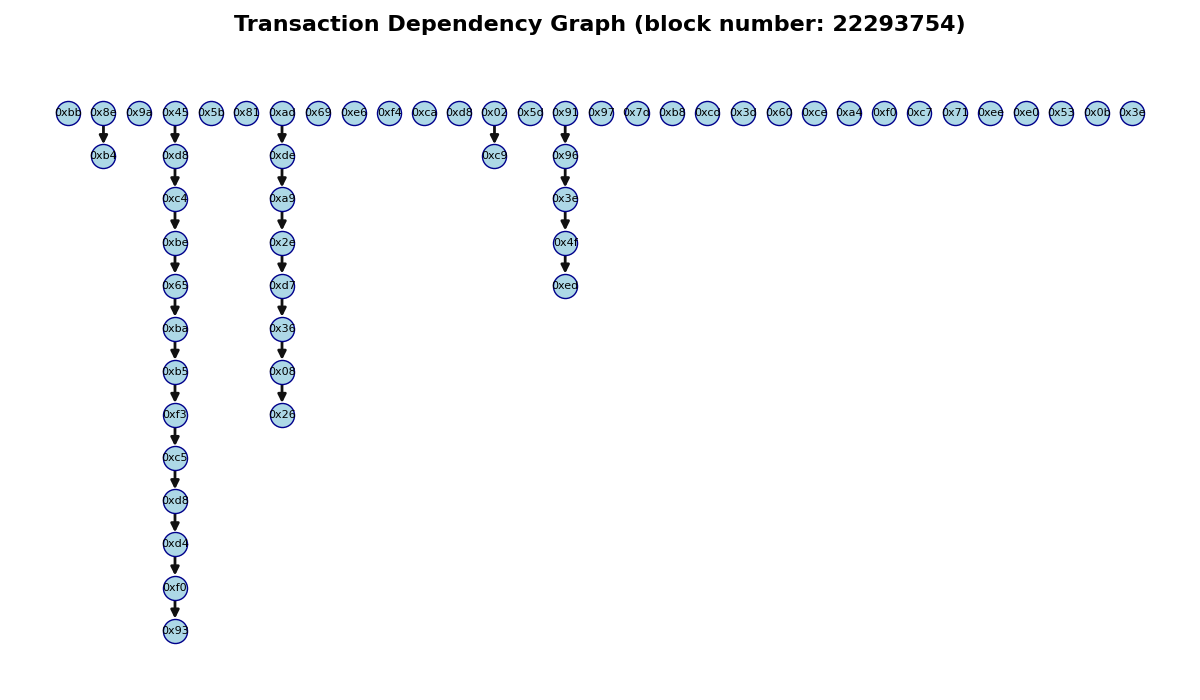 Transaction Dependency Graph (block number: 22293754)
0xbb 0x8e 0x9a 0x45 0x5b 0x81 0xad 0x69 0xe6 0xf4 0xca 0xd8 0x02 0x5d 0x91 0x97 0x7d 0xb8 0xcd 0x3d 0x60 0xce 0xa4 0xf0 0xc7 0x71 0xee 0xe0 0x53 0x0b 0x3e
0xb4 0xd8 0xde 0xc9 0x96
0xc4 0xa9 0x3e
0xbe 0x2e 0x4f
0x65 0xd7 0xed
0xba 0x36
0xb5 0x08
0xf3 0x26
0xc5
0xd8
0xd4
0xf0
0x93